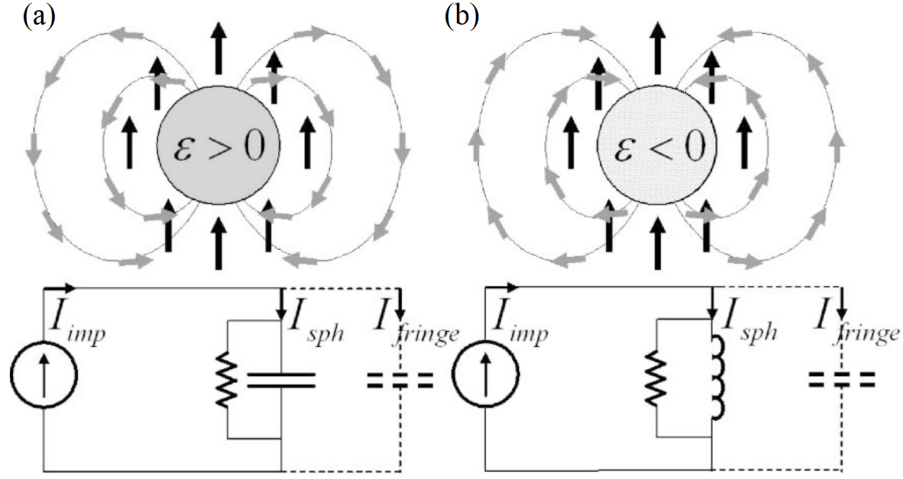 (a)
(b)
ε > 0
ε < 0
I_imp
I_sph
I_fringe
I_imp
I_sph
I_fringe